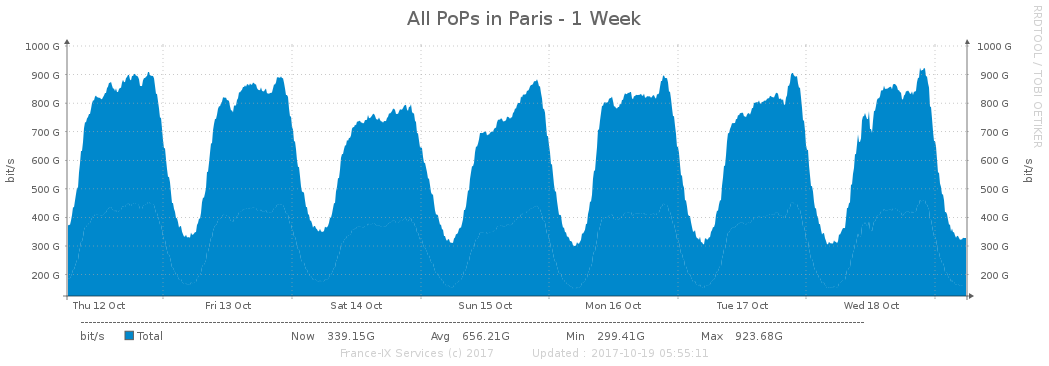 All PoPs in Paris - 1 Week
RRDTOOL / TOBI OETIKER
1000 G 1000 G
900 G 900 G
800 G 800 G
700 G 700 G
600 G 600 G
500 G 500 G
400 G 400 G
300 G 300 G
200 G 200 G
bit/s bit/s
Thu 12 Oct Fri 13 Oct Sat 14 Oct Sun 15 Oct Mon 16 Oct Tue 17 Oct Wed 18 Oct
bit/s Total Now 339.15G Avg 656.21G Min 299.41G Max 923.68G
France-IX Services (c) 2017 Updated : 2017-10-19 05:55:11